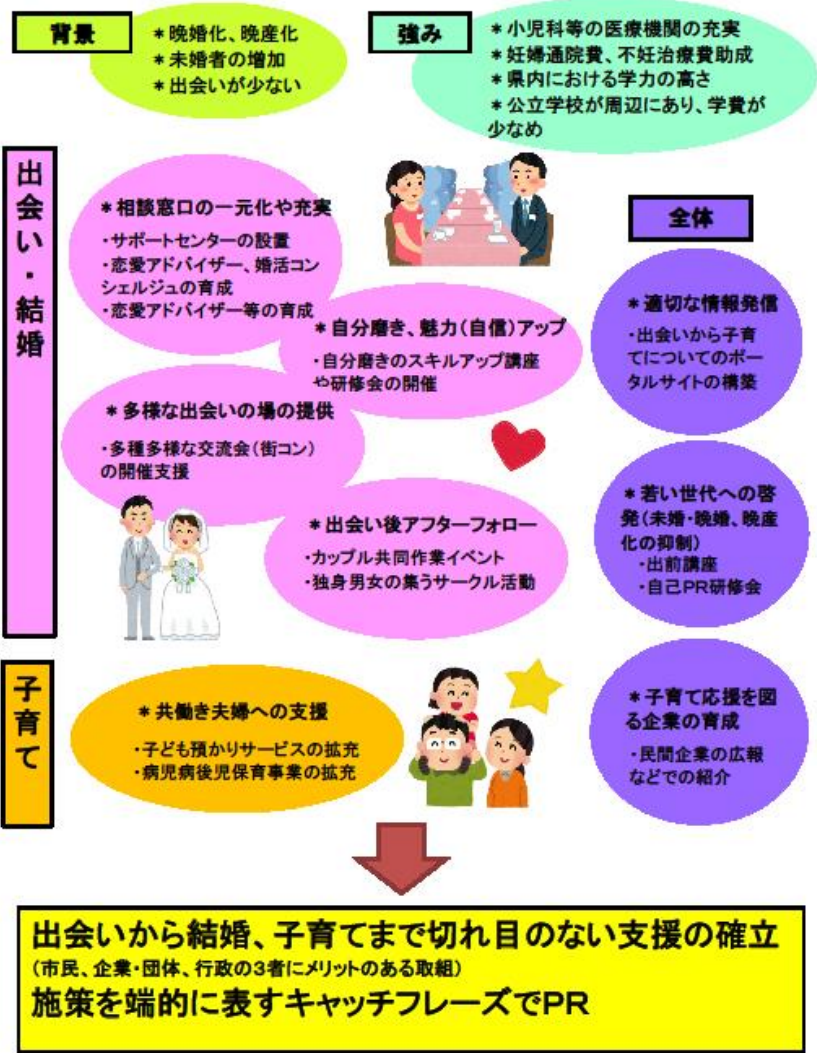 背景
＊晩婚化、晩産化
＊未婚者の増加
＊出会いが少ない
強み
＊小児科等の医療機関の充実
＊妊婦通院費、不妊治療費助成
＊県内における学力の高さ
＊公立学校が周辺にあり、学費が
少なめ
出会い・結婚
＊相談窓口の一元化や充実
・サポートセンターの設置
・恋愛アドバイザー、婚活コン
シェルジュの育成
・恋愛アドバイザー等の育成
＊自分磨き、魅力（自信）アップ
・自分磨きのスキルアップ講座
や研修会の開催
＊多様な出会いの場の提供
・多種多様な交流会（街コン）
の開催支援
＊出会い後アフターフォロー
・カップル共同作業イベント
・独身男女の集うサークル活動
全体
＊適切な情報発信
・出会いから子育
てについてのポー
タルサイトの構築
＊若い世代への啓
発（未婚・晩婚、晩産
化の抑制）
・出前講座
・自己PR研修会
＊子育て応援を図
る企業の育成
・民間企業の広報
などでの紹介
子育て
＊共働き夫婦への支援
・子ども預かりサービスの拡充
・病児病後児保育事業の拡充
出会いから結婚、子育てまで切れ目のない支援の確立
（市民、企業・団体、行政の3者にメリットのある取組）
施策を端的に表すキャッチフレーズでPR